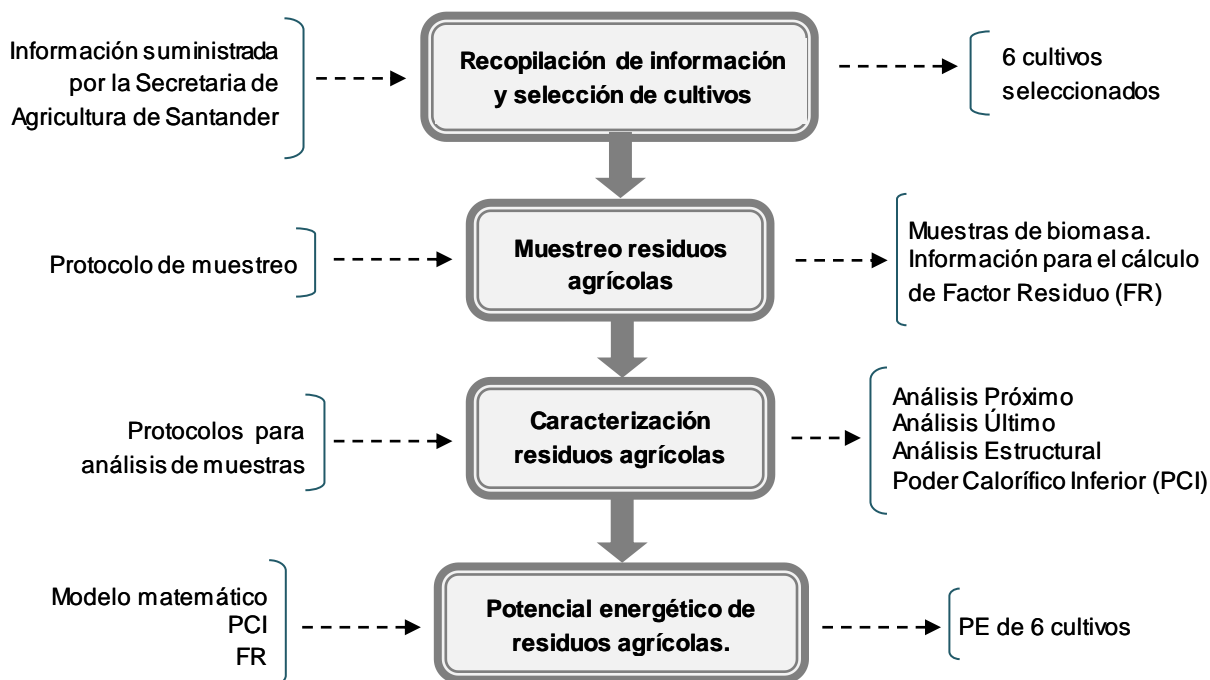 Información suministrada
por la Secretaria de
Agricultura de Santander
Recopilación de información
y selección de cultivos
6 cultivos
seleccionados
Protocolo de muestreo
Muestreo residuos
agrícolas
Muestras de biomasa.
Información para el cálculo
de Factor Residuo (FR)
Protocolos para
análisis de muestras
Caracterización
residuos agrícolas
Análisis Próximo
Análisis Último
Análisis Estructural
Poder Calorífico Inferior (PCI)
Modelo matemático
PCI
FR
Potencial energético de
residuos agrícolas.
PE de 6 cultivos